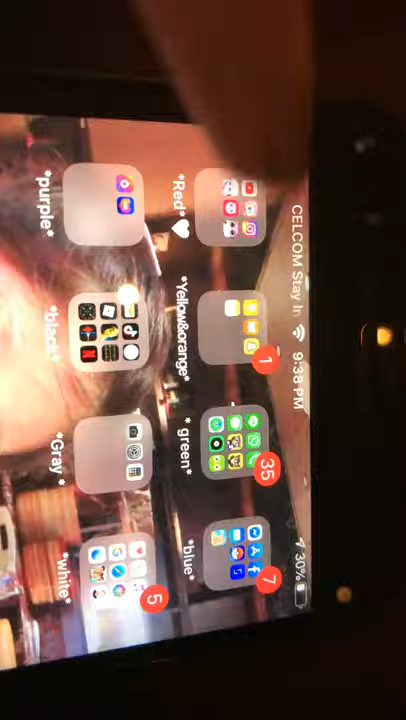 CELCOM Stay In 9:38 PM 30%
1 35 7
*Red*♥ *Yellow&orange* * green* *blue*
5
*purple* *black* *Gray * *white*